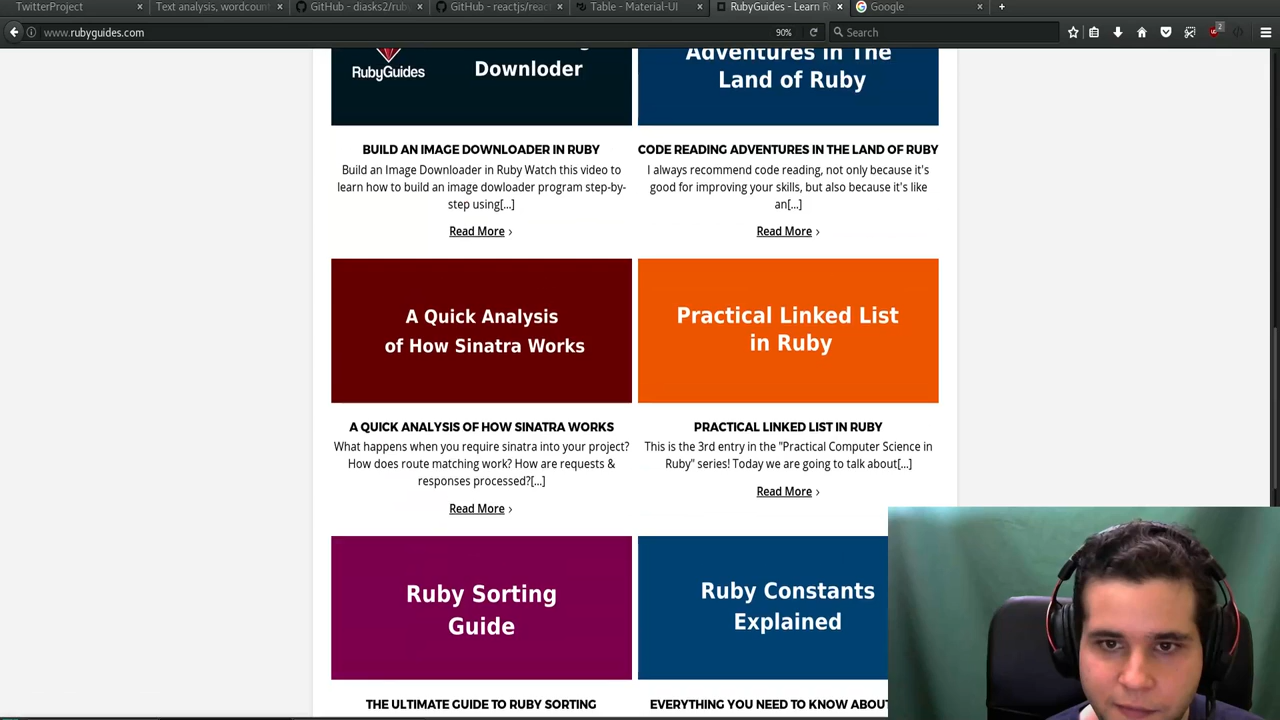 TwitterProject
Text analysis, wordcount
GitHub - diasks2/ruby
GitHub - reactjs/react
Table - Material-UI
RubyGuides - Learn R
Google
www.rubyguides.com
90%
Search
2
RubyGuides
Downloder
Adventures in The
Land of Ruby
BUILD AN IMAGE DOWNLOADER IN RUBY
Build an Image Downloader in Ruby Watch this video to
learn how to build an image dowloader program step-by-
step using[...]
Read More ›
CODE READING ADVENTURES IN THE LAND OF RUBY
I always recommend code reading, not only because it's
good for improving your skills, but also because it's like
an[...]
Read More ›
A Quick Analysis
of How Sinatra Works
Practical Linked List
in Ruby
A QUICK ANALYSIS OF HOW SINATRA WORKS
What happens when you require sinatra into your project?
How does route matching work? How are requests &
responses processed?[...]
Read More ›
PRACTICAL LINKED LIST IN RUBY
This is the 3rd entry in the "Practical Computer Science in
Ruby" series! Today we are going to talk about[...]
Read More ›
Ruby Sorting
Guide
Ruby Constants
Explained
THE ULTIMATE GUIDE TO RUBY SORTING
EVERYTHING YOU NEED TO KNOW ABOUT